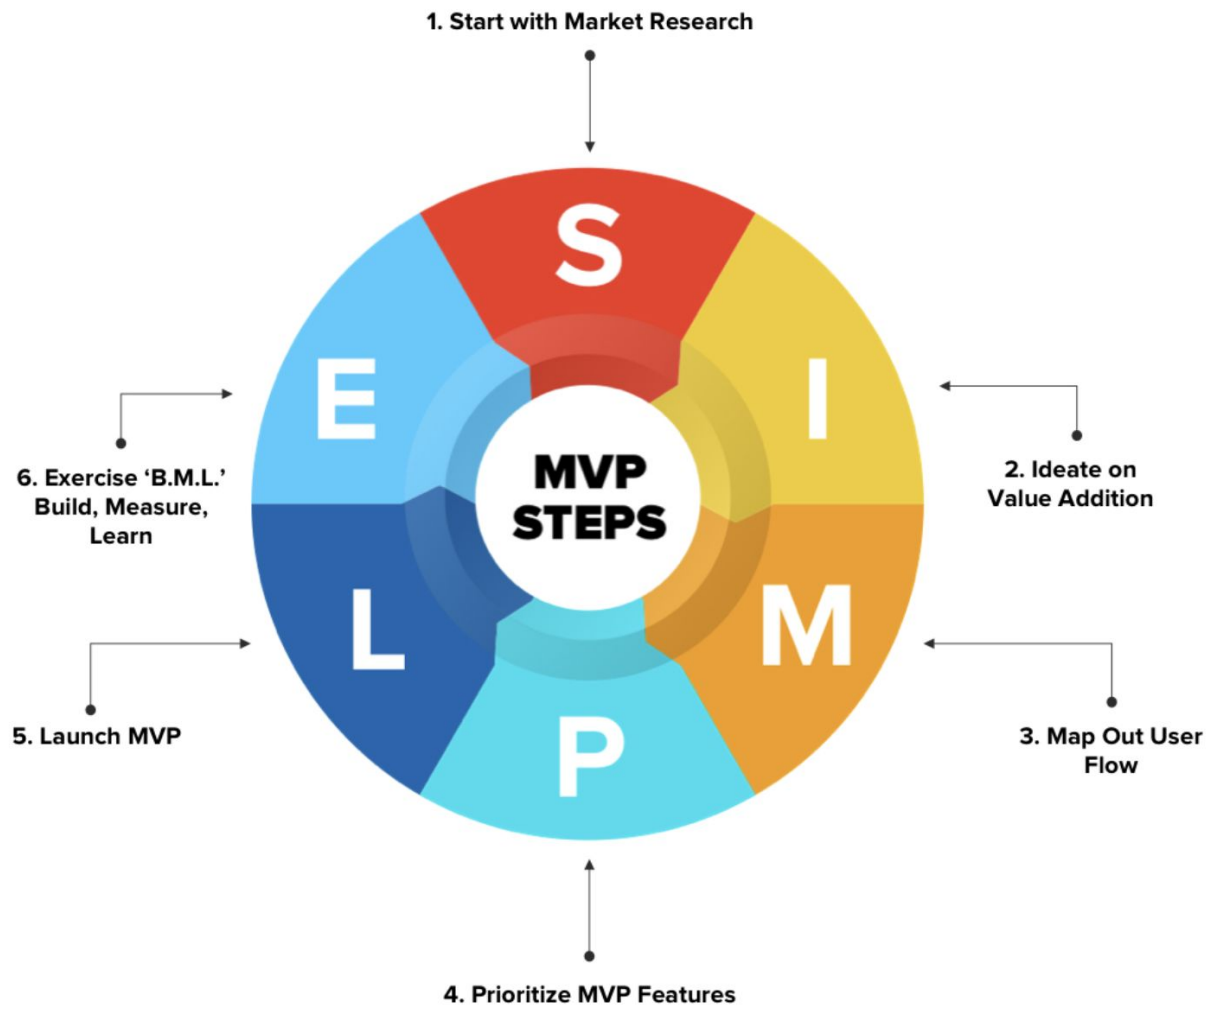 1. Start with Market Research
S
E
I
MVP
STEPS
6. Exercise ‘B.M.L.’
Build, Measure,
Learn
2. Ideate on
Value Addition
L
M
5. Launch MVP
3. Map Out User
Flow
P
4. Prioritize MVP Features